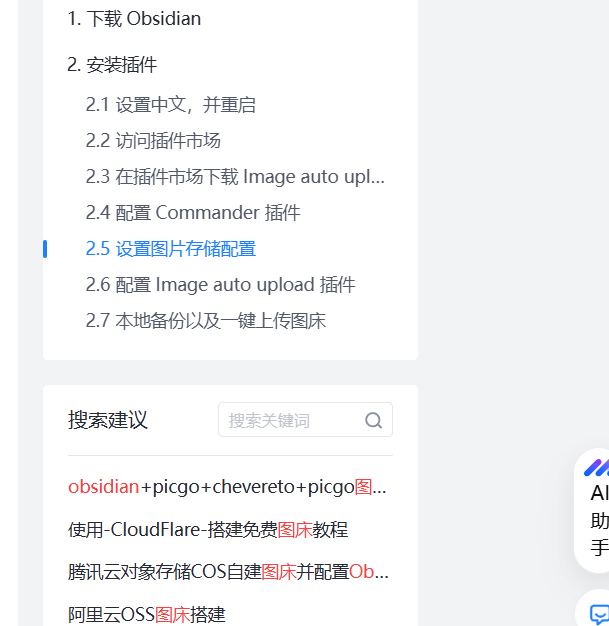 1. 下载 Obsidian
2. 安装插件
2.1 设置中文，并重启
2.2 访问插件市场
2.3 在插件市场下载 Image auto upl...
2.4 配置 Commander 插件
2.5 设置图片存储配置
2.6 配置 Image auto upload 插件
2.7 本地备份以及一键上传图床
搜索建议
搜索关键词
obsidian+picgo+chevereto+picgo图...
使用-CloudFlare-搭建免费图床教程
腾讯云对象存储COS自建图床并配置Ob...
阿里云OSS图床搭建
AI
助
手